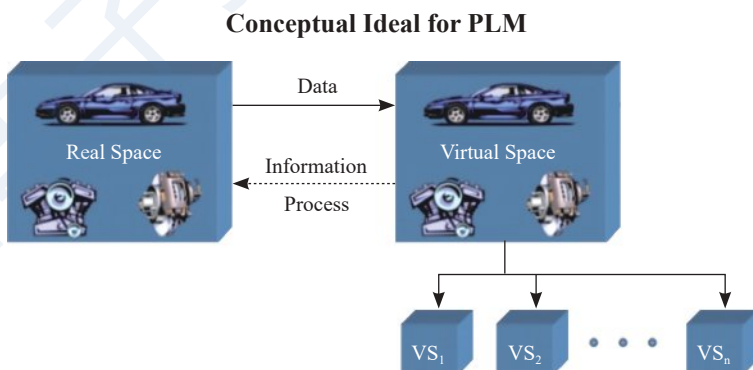 Conceptual Ideal for PLM
Data
Real Space
Virtual Space
Information
Process
VS₁
VS₂
VSₙ